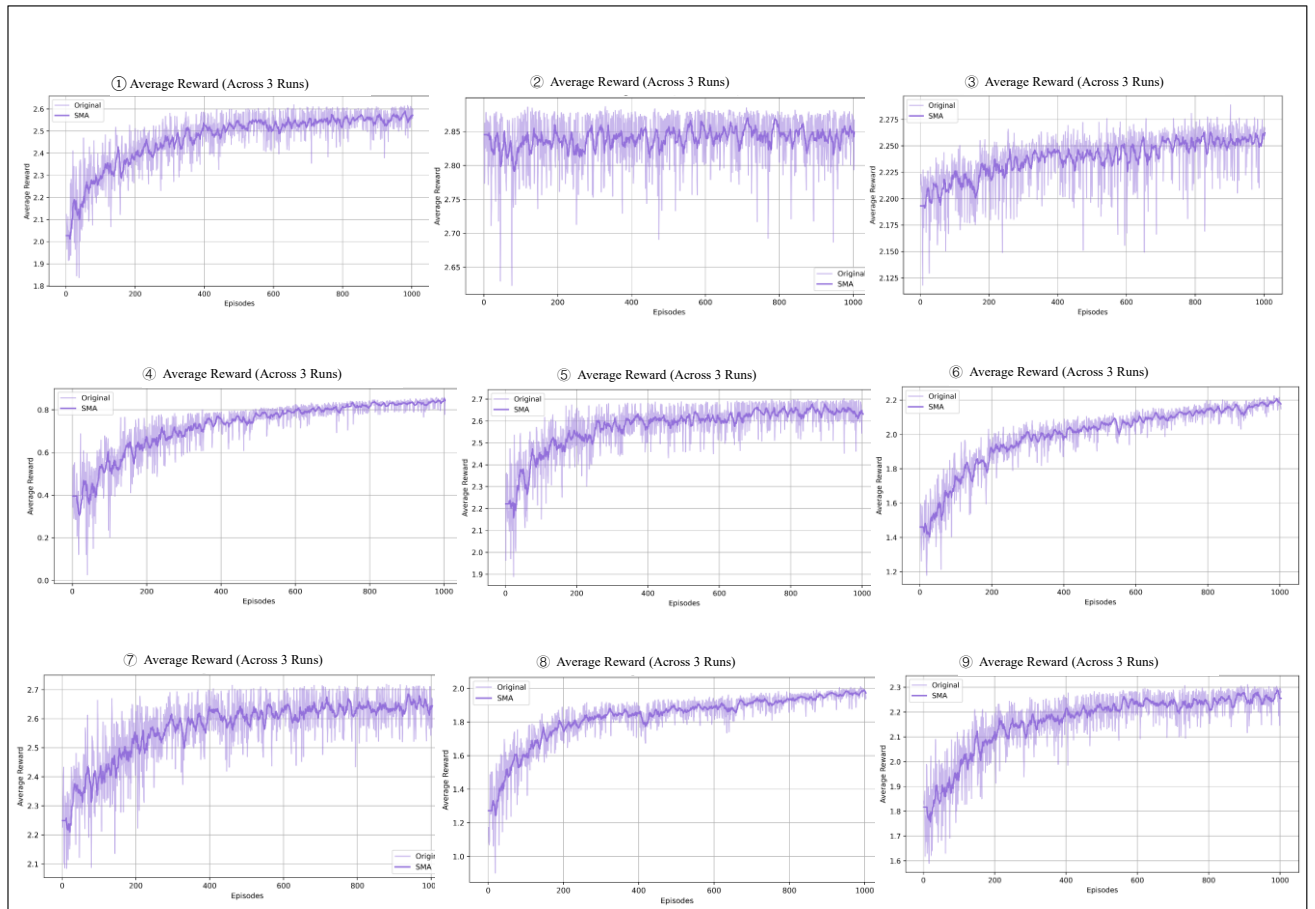 ① Average Reward (Across 3 Runs)
Original
SMA
2.6
2.5
2.4
2.3
2.2
2.1
2.0
1.9
1.8
Average Reward
0 200 400 600 800 1000
Episodes
② Average Reward (Across 3 Runs)
2.85
2.80
2.75
2.70
2.65
Average Reward
Original
SMA
0 200 400 600 800 1000
Episodes
③ Average Reward (Across 3 Runs)
Original
SMA
2.275
2.250
2.225
2.200
2.175
2.150
2.125
Average Reward
0 200 400 600 800 1000
Episodes
④ Average Reward (Across 3 Runs)
Original
SMA
0.8
0.6
0.4
0.2
0.0
Average Reward
0 200 400 600 800 1000
Episodes
⑤ Average Reward (Across 3 Runs)
Original
SMA
2.7
2.6
2.5
2.4
2.3
2.2
2.1
2.0
1.9
Average Reward
0 200 400 600 800 1000
Episodes
⑥ Average Reward (Across 3 Runs)
Original
SMA
2.2
2.0
1.8
1.6
1.4
1.2
Average Reward
0 200 400 600 800 1000
Episodes
⑦ Average Reward (Across 3 Runs)
2.7
2.6
2.5
2.4
2.3
2.2
2.1
Average Reward
Origir
SMA
0 200 400 600 800 1000
Episodes
⑧ Average Reward (Across 3 Runs)
Original
SMA
2.0
1.8
1.6
1.4
1.2
1.0
Average Reward
0 200 400 600 800 1000
Episodes
⑨ Average Reward (Across 3 Runs)
Original
SMA
2.3
2.2
2.1
2.0
1.9
1.8
1.7
1.6
Average Reward
0 200 400 600 800 1000
Episodes